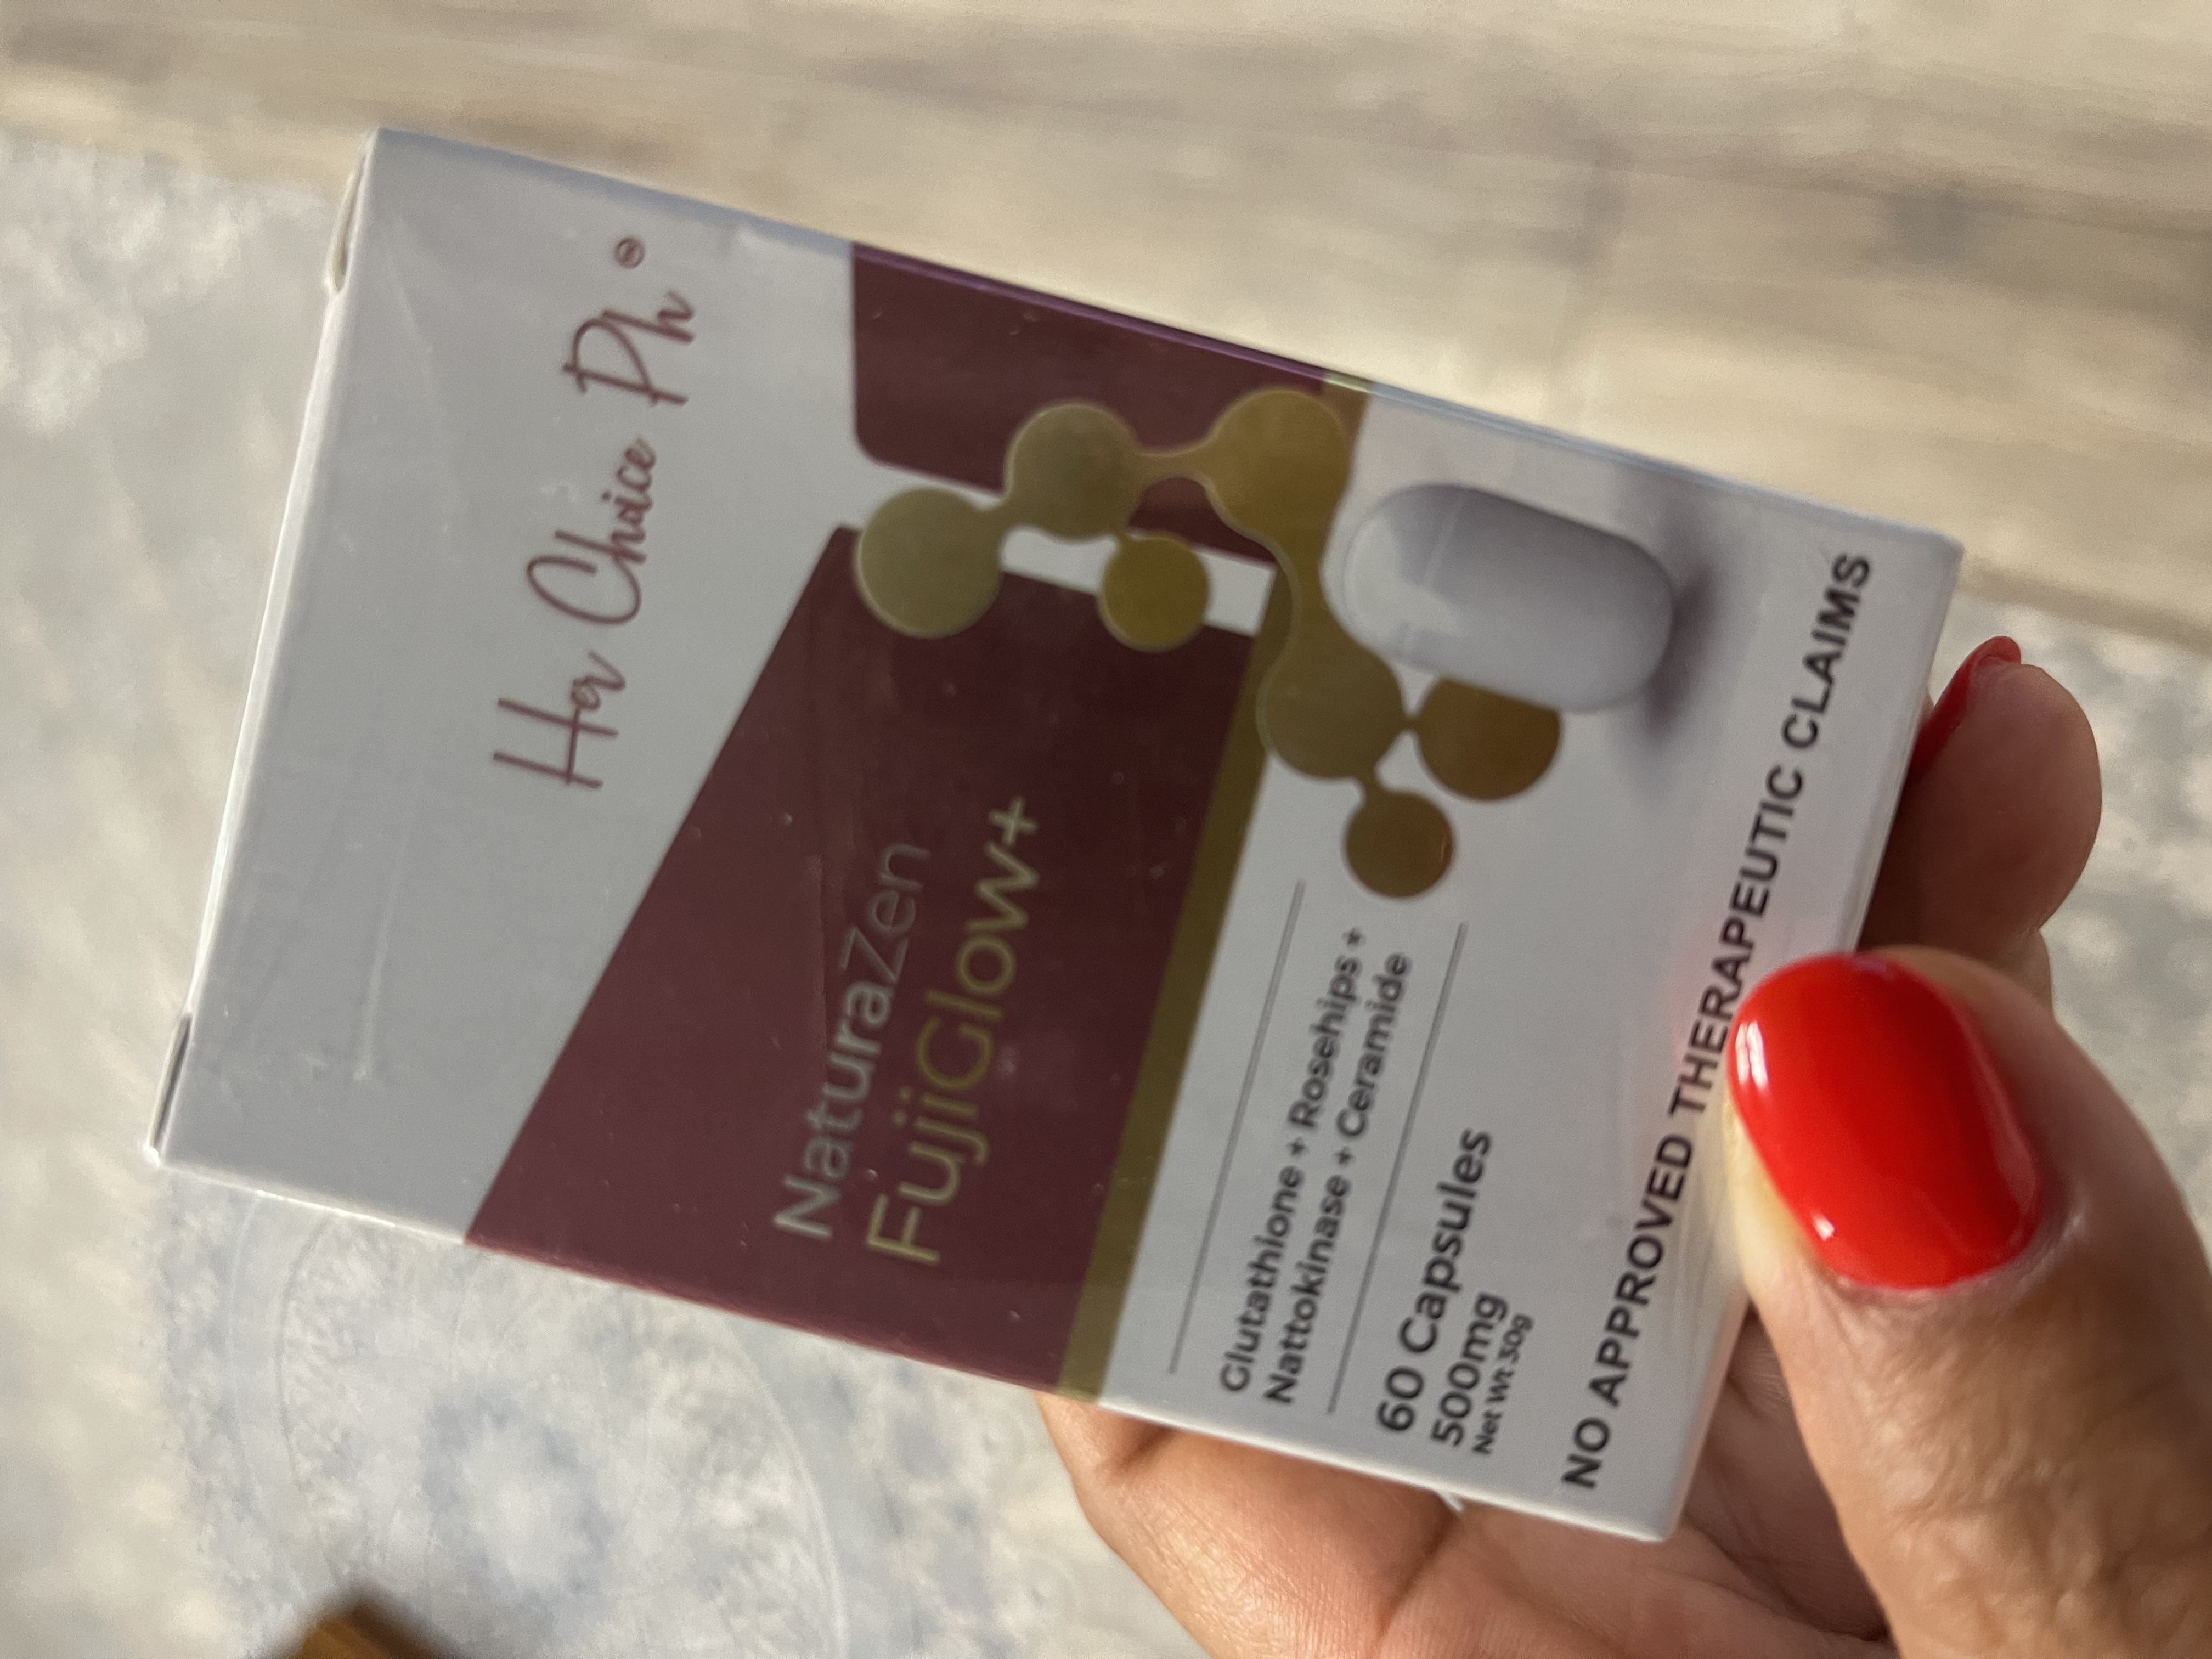 Her Choice Ph®
NaturaZen
FujiGlow+
Glutathione + Rosehips +
Nattokinase + Ceramide
60 Capsules
500mg
Net Wt 30g
NO APPROVED THERAPEUTIC CLAIMS